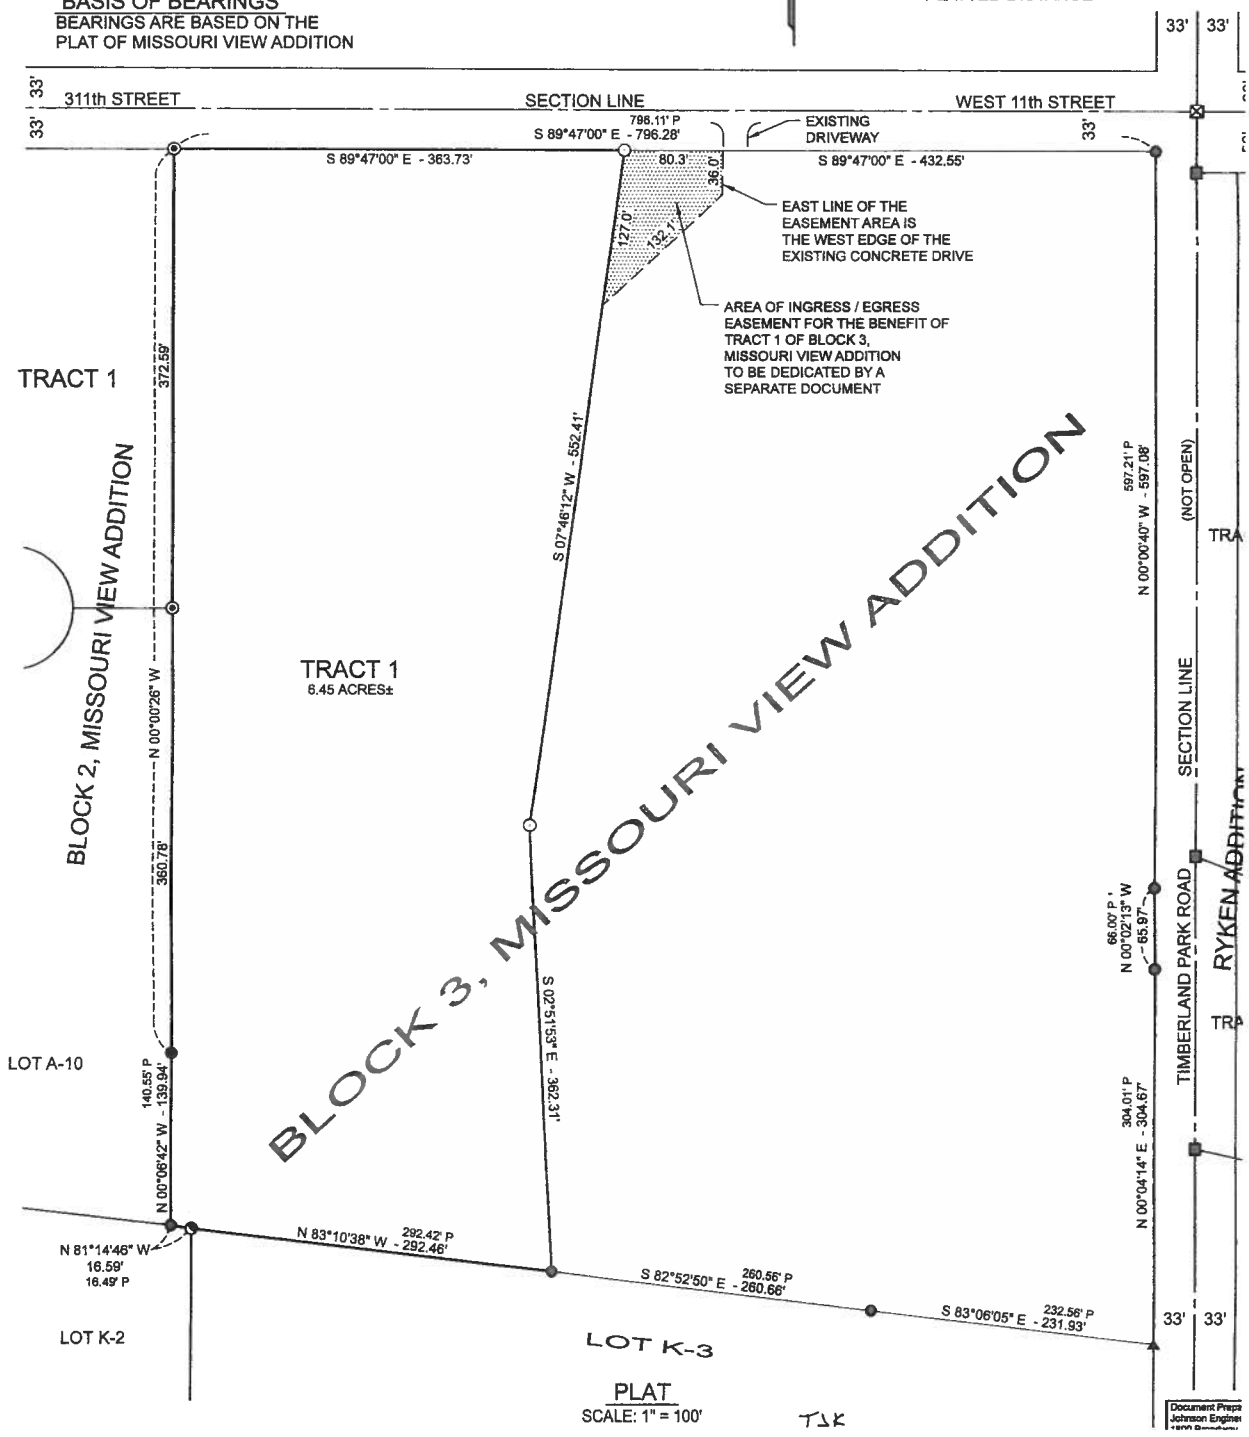 BASIS OF BEARINGS
BEARINGS ARE BASED ON THE
PLAT OF MISSOURI VIEW ADDITION
33' 33'
33'
311th STREET
SECTION LINE
WEST 11th STREET
33'
33'
796.11' P
S 89°47'00" E - 796.28'
EXISTING
DRIVEWAY
S 89°47'00" E - 363.73'
80.3'
36.0'
S 89°47'00" E - 432.55'
127.0'
132.1'
EAST LINE OF THE
EASEMENT AREA IS
THE WEST EDGE OF THE
EXISTING CONCRETE DRIVE
AREA OF INGRESS / EGRESS
EASEMENT FOR THE BENEFIT OF
TRACT 1 OF BLOCK 3,
MISSOURI VIEW ADDITION
TO BE DEDICATED BY A
SEPARATE DOCUMENT
TRACT 1
372.59'
BLOCK 2, MISSOURI VIEW ADDITION
N 00°00'26" W
360.78'
S 07°46'12" W - 552.41'
TRACT 1
6.45 ACRES±
BLOCK 3, MISSOURI VIEW ADDITION
597.21' P
N 00°00'40" W - 597.08'
(NOT OPEN)
TRA
SECTION LINE
66.00' P
N 00°02'13" W
65.97'
TIMBERLAND PARK ROAD
RYKEN ADDITION
TRA
S 02°51'53" E - 362.31'
LOT A-10
140.55' P
N 00°06'42" W - 139.94'
304.01' P
N 00°04'14" E - 304.67'
N 81°14'46" W
16.59'
16.49' P
292.42' P
N 83°10'38" W - 292.46'
260.56' P
S 82°52'50" E - 260.66'
232.56' P
S 83°06'05" E - 231.93'
33' 33'
LOT K-2
LOT K-3
PLAT
SCALE: 1" = 100'
TJK
Document Prepa
Johnson Engine